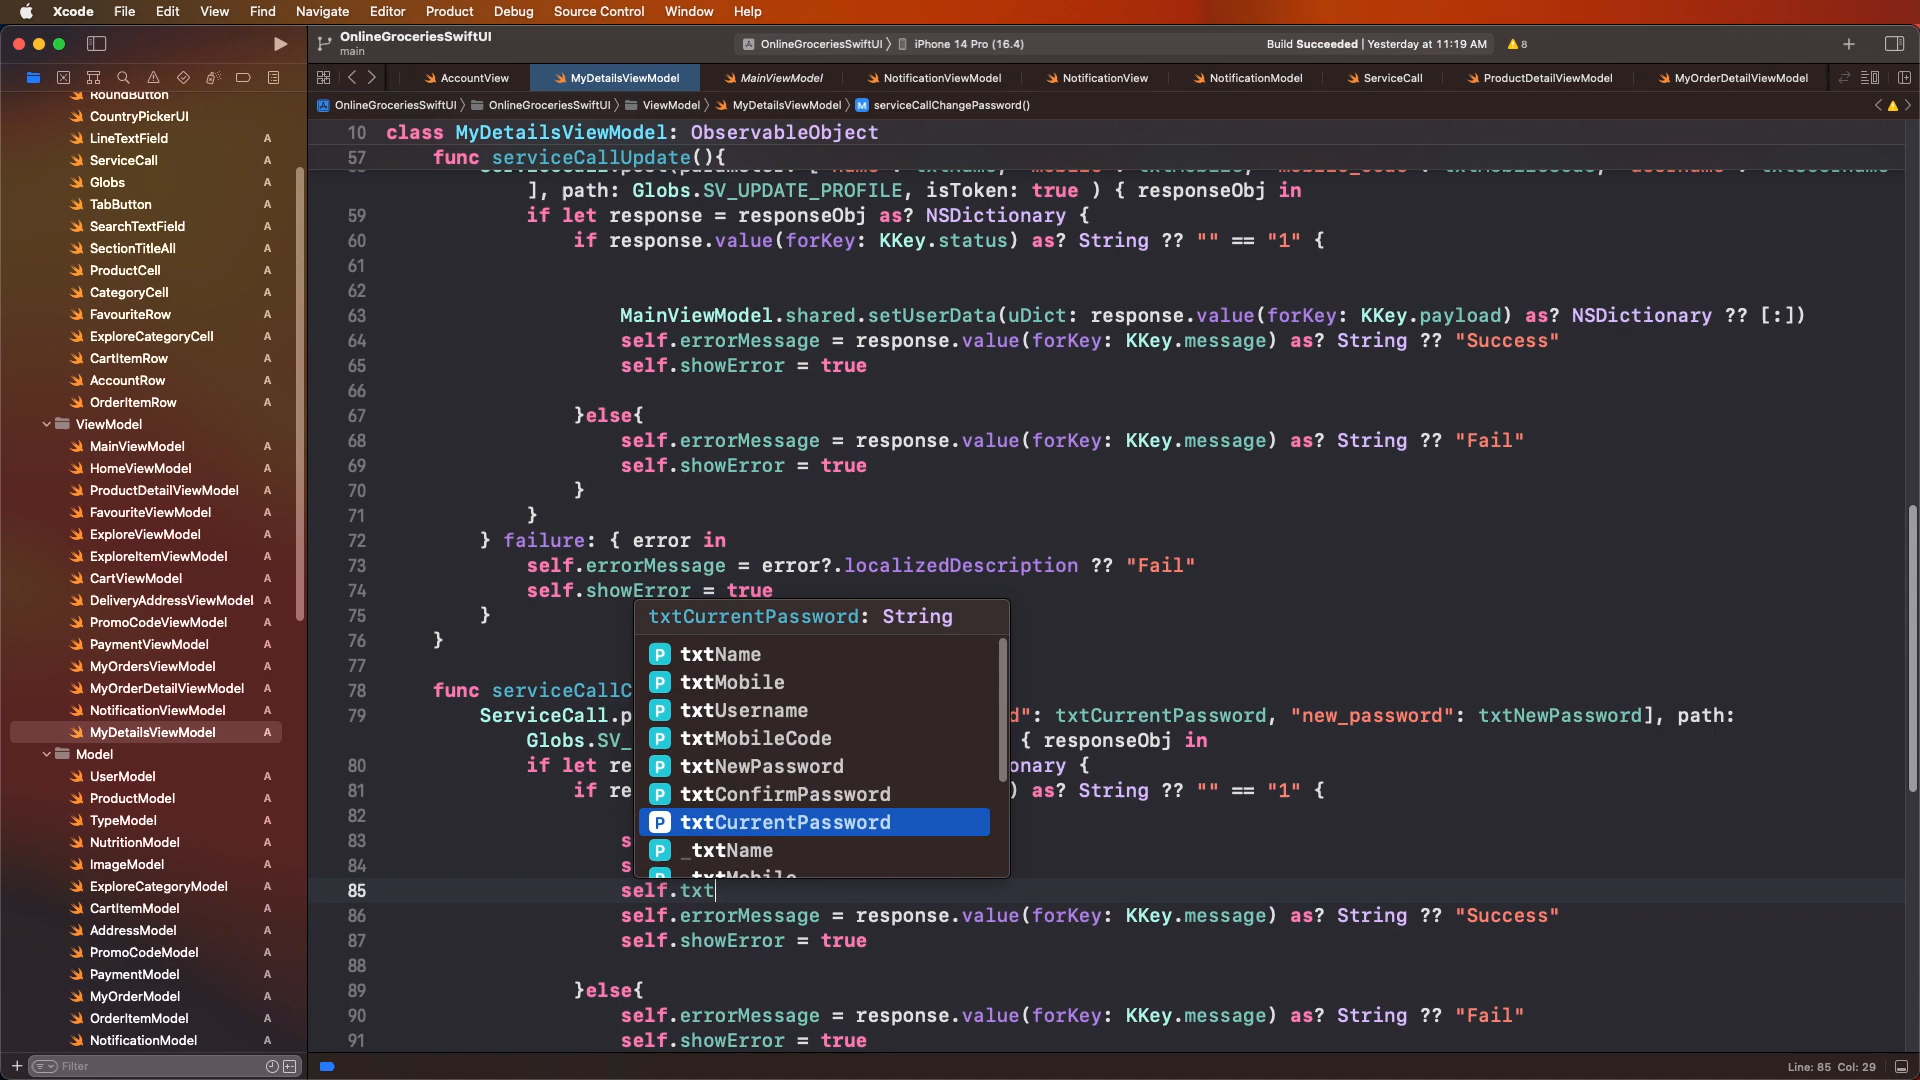 Xcode File Edit View Find Navigate Editor Product Debug Source Control Window Help
OnlineGroceriesSwiftUI
main
OnlineGroceriesSwiftUI iPhone 14 Pro (16.4)
Build Succeeded | Yesterday at 11:19 AM 8
AccountView MyDetailsViewModel MainViewModel NotificationViewModel NotificationView NotificationModel ServiceCall ProductDetailViewModel MyOrderDetailViewModel
OnlineGroceriesSwiftUI OnlineGroceriesSwiftUI ViewModel MyDetailsViewModel M serviceCallChangePassword()
RoundButton
CountryPickerUI
LineTextField A
ServiceCall A
Globs A
TabButton A
SearchTextField A
SectionTitleAll A
ProductCell A
CategoryCell A
FavouriteRow A
ExploreCategoryCell A
CartItemRow A
AccountRow A
OrderItemRow A
ViewModel
MainViewModel A
HomeViewModel A
ProductDetailViewModel A
FavouriteViewModel A
ExploreViewModel A
ExploreItemViewModel A
CartViewModel A
DeliveryAddressViewModel A
PromoCodeViewModel A
PaymentViewModel A
MyOrdersViewModel A
MyOrderDetailViewModel A
NotificationViewModel A
MyDetailsViewModel A
Model
UserModel A
ProductModel A
TypeModel A
NutritionModel A
ImageModel A
ExploreCategoryModel A
CartItemModel A
AddressModel A
PromoCodeModel A
PaymentModel A
MyOrderModel A
OrderItemModel A
NotificationModel A
Filter
10 class MyDetailsViewModel: ObservableObject
57 func serviceCallUpdate(){
], path: Globs.SV_UPDATE_PROFILE, isToken: true ) { responseObj in
59 if let response = responseObj as? NSDictionary {
60 if response.value(forKey: KKey.status) as? String ?? "" == "1" {
61
62
63 MainViewModel.shared.setUserData(uDict: response.value(forKey: KKey.payload) as? NSDictionary ?? [:])
64 self.errorMessage = response.value(forKey: KKey.message) as? String ?? "Success"
65 self.showError = true
66
67 }else{
68 self.errorMessage = response.value(forKey: KKey.message) as? String ?? "Fail"
69 self.showError = true
70 }
71 }
72 } failure: { error in
73 self.errorMessage = error?.localizedDescription ?? "Fail"
74 self.showError = true
75 }
76 }
77
78 func serviceCallC
79 ServiceCall.p d": txtCurrentPassword, "new_password": txtNewPassword], path:
Globs.SV_ { responseObj in
80 if let re onary {
81 if re ) as? String ?? "" == "1" {
82
83 s
84 s
85 self.txt
86 self.errorMessage = response.value(forKey: KKey.message) as? String ?? "Success"
87 self.showError = true
88
89 }else{
90 self.errorMessage = response.value(forKey: KKey.message) as? String ?? "Fail"
91 self.showError = true
txtCurrentPassword: String
P txtName
P txtMobile
P txtUsername
P txtMobileCode
P txtNewPassword
P txtConfirmPassword
P txtCurrentPassword
P _txtName
Line: 85 Col: 29